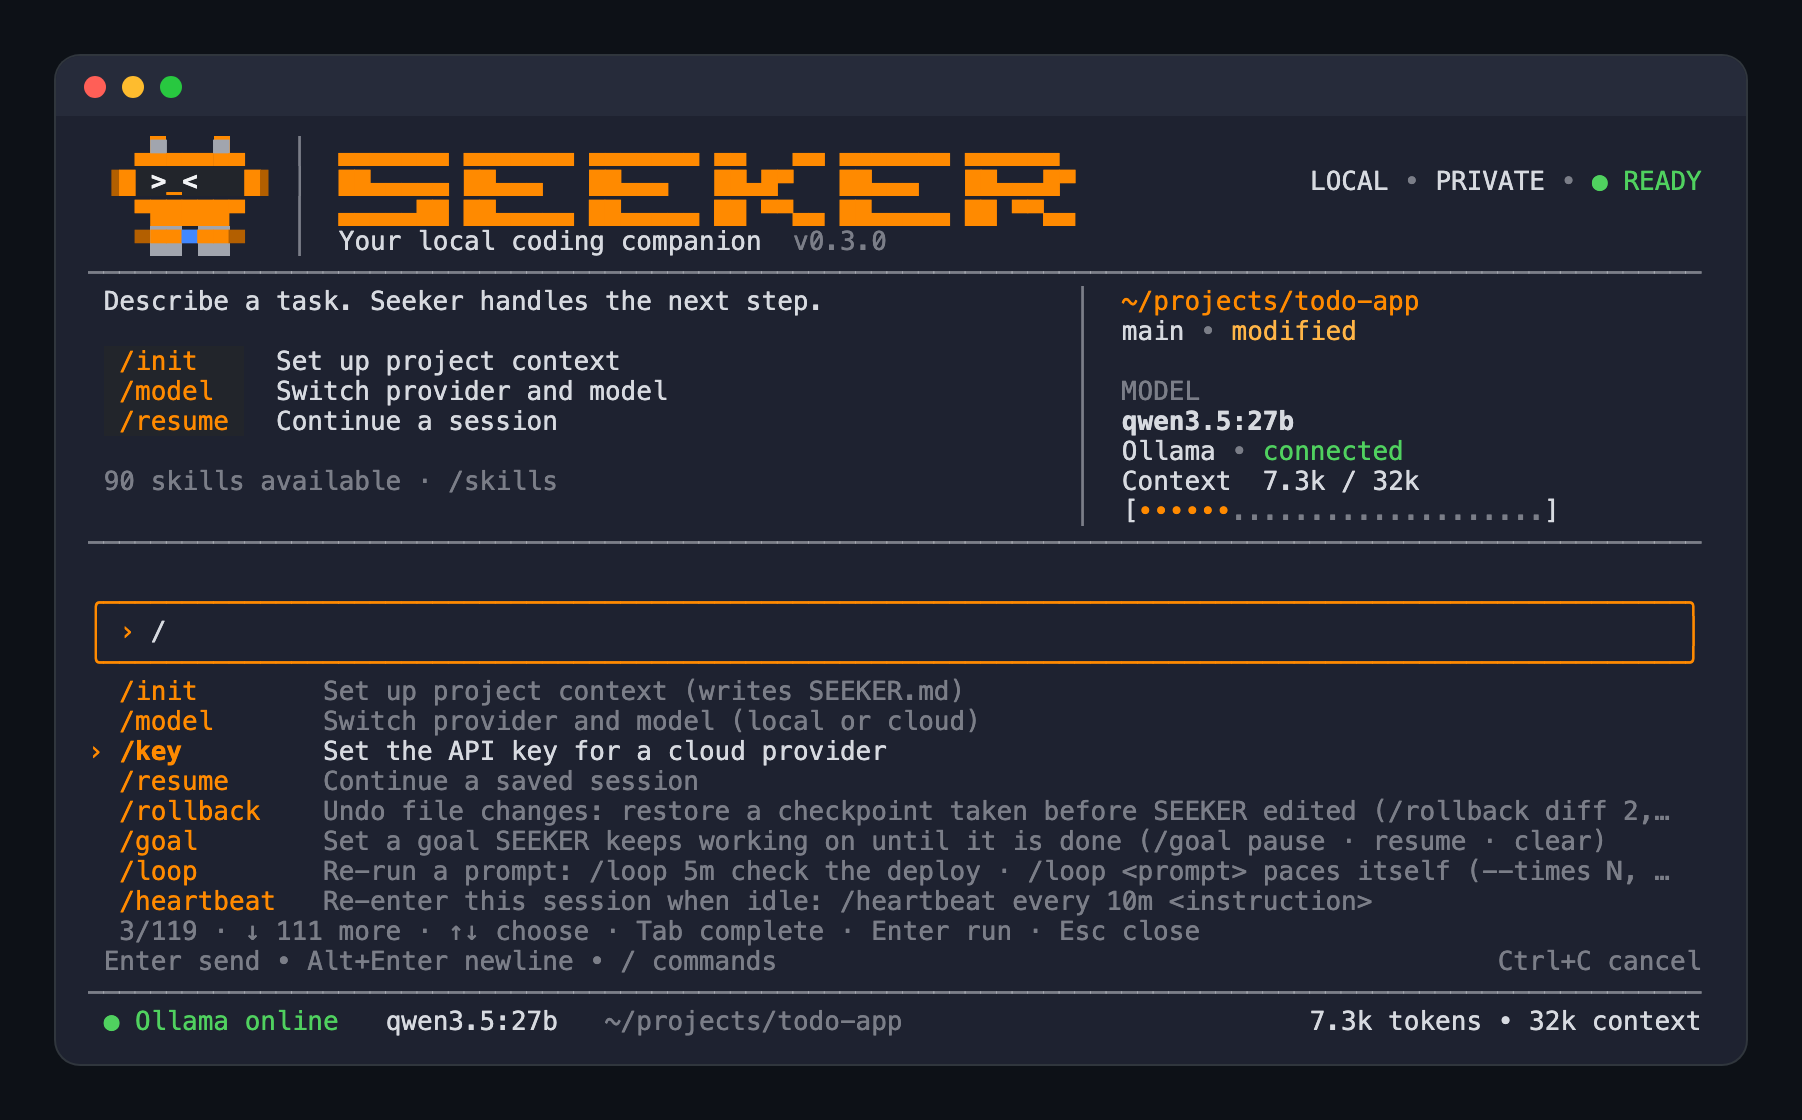 >_<
SEEKER
LOCAL • PRIVATE • ● READY
Your local coding companion v0.3.0
Describe a task. Seeker handles the next step.
/init Set up project context
/model Switch provider and model
/resume Continue a session
90 skills available · /skills
~/projects/todo-app
main • modified
MODEL
qwen3.5:27b
Ollama • connected
Context 7.3k / 32k
[••••••....................]
› /
/init Set up project context (writes SEEKER.md)
/model Switch provider and model (local or cloud)
› /key Set the API key for a cloud provider
/resume Continue a saved session
/rollback Undo file changes: restore a checkpoint taken before SEEKER edited (/rollback diff 2,…
/goal Set a goal SEEKER keeps working on until it is done (/goal pause · resume · clear)
/loop Re-run a prompt: /loop 5m check the deploy · /loop <prompt> paces itself (--times N, …
/heartbeat Re-enter this session when idle: /heartbeat every 10m <instruction>
3/119 · ↓ 111 more · ↑↓ choose · Tab complete · Enter run · Esc close
Enter send • Alt+Enter newline • / commands Ctrl+C cancel
● Ollama online qwen3.5:27b ~/projects/todo-app 7.3k tokens • 32k context